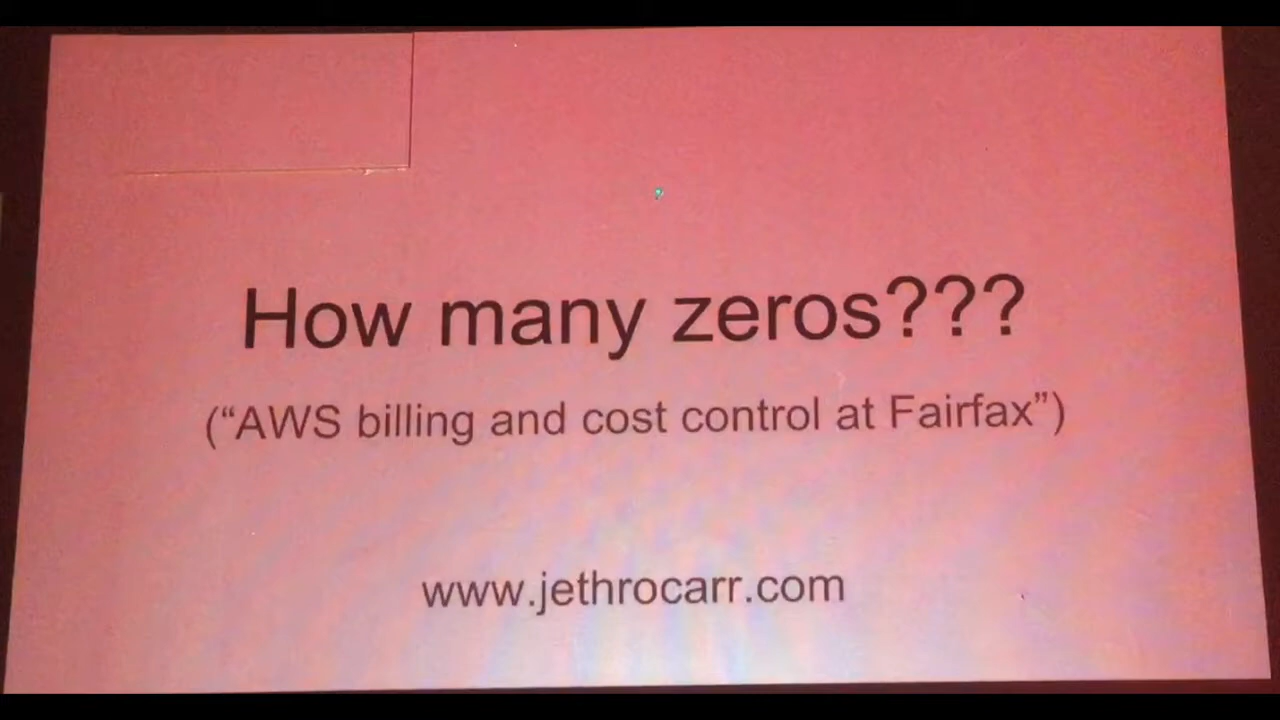 How many zeros???
(“AWS billing and cost control at Fairfax”)
www.jethrocarr.com